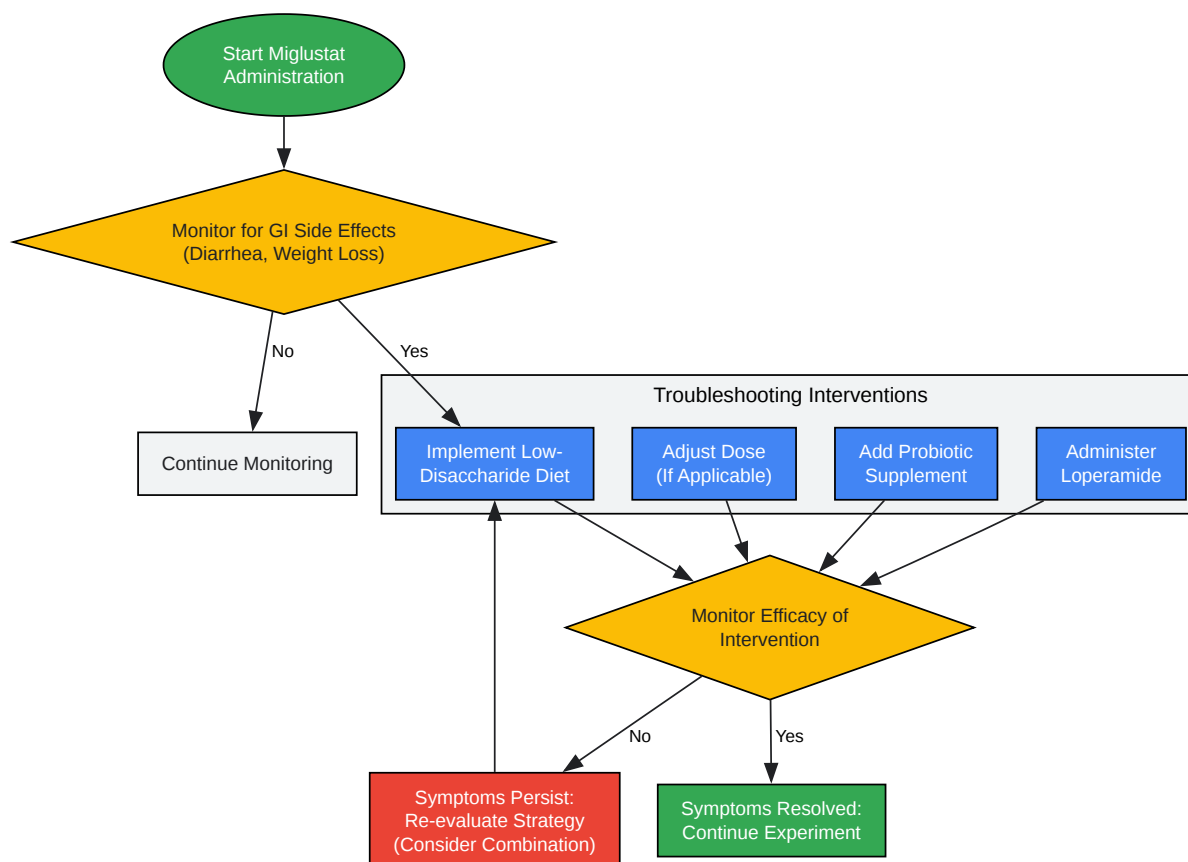 Start Miglustat
Administration
Monitor for GI Side Effects
(Diarrhea, Weight Loss)
No
Yes
Troubleshooting Interventions
Continue Monitoring
Implement Low-
Disaccharide Diet
Adjust Dose
(If Applicable)
Add Probiotic
Supplement
Administer
Loperamide
Monitor Efficacy of
Intervention
No
Yes
Symptoms Persist:
Re-evaluate Strategy
(Consider Combination)
Symptoms Resolved:
Continue Experiment